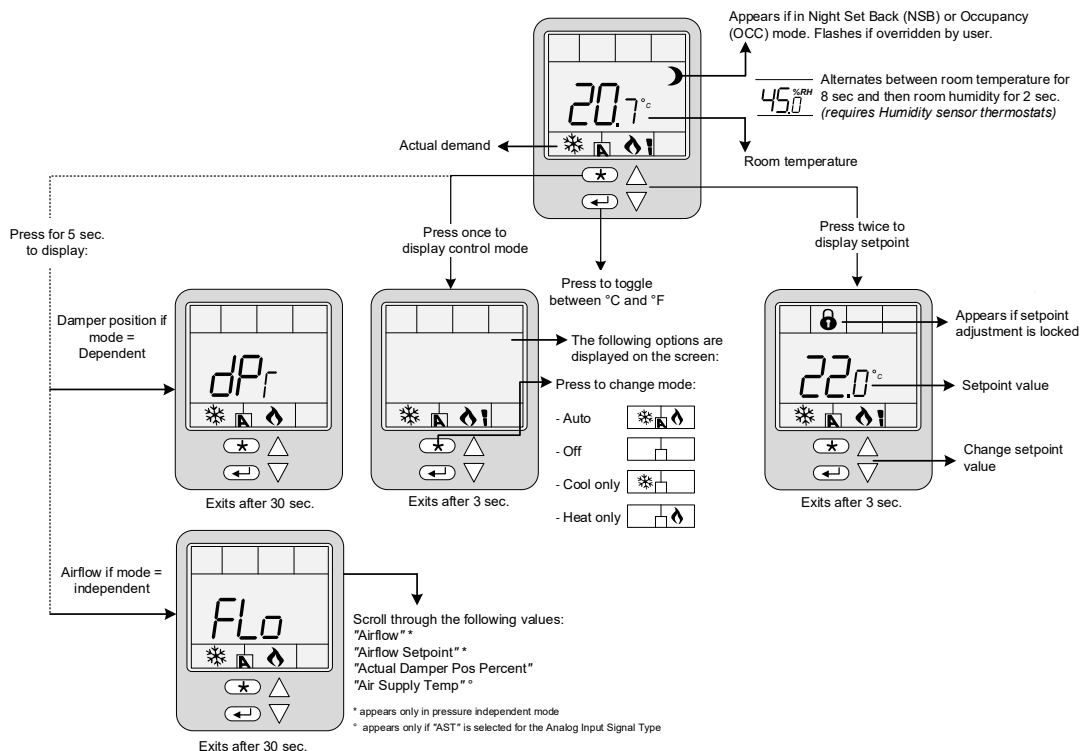 Appears if in Night Set Back (NSB) or Occupancy
(OCC) mode. Flashes if overridden by user.
20.7°c
45.0 %RH
Alternates between room temperature for
8 sec and then room humidity for 2 sec.
(requires Humidity sensor thermostats)
Actual demand
A
Room temperature
Press for 5 sec.
to display:
Press once to
display control mode
Press to toggle
between °C and °F
Press twice to
display setpoint
Damper position if
mode =
Dependent
dPr
A
Exits after 30 sec.
A
Exits after 3 sec.
The following options are
displayed on the screen:
Press to change mode:
- Auto
A
- Off
- Cool only
- Heat only
Appears if setpoint
adjustment is locked
22.0°c
Setpoint value
A
Change setpoint
value
Exits after 3 sec.
Airflow if mode =
independent
FLo
A
Exits after 30 sec.
Scroll through the following values:
"Airflow" *
"Airflow Setpoint" *
"Actual Damper Pos Percent"
"Air Supply Temp" °
* appears only in pressure independent mode
° appears only if "AST" is selected for the Analog Input Signal Type